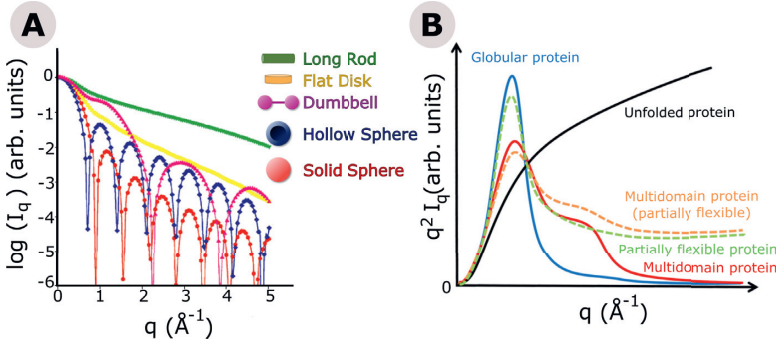 A
log (Iq) (arb. units)
0
-1
-2
-3
-4
-5
-6
0 1 2 3 4 5
q (Å-1)
Long Rod
Flat Disk
Dumbbell
Hollow Sphere
Solid Sphere
B
q2 Iq(arb. units)
0
q (Å-1)
Globular protein
Unfolded protein
Multidomain protein
(partially flexible)
Partially flexible protein
Multidomain protein